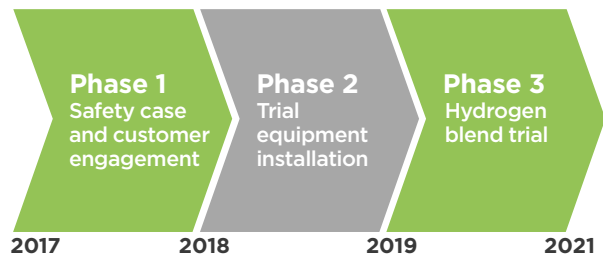 Phase 1
Safety case
and customer
engagement
Phase 2
Trial
equipment
installation
Phase 3
Hydrogen
blend trial
2017
2018
2019
2021